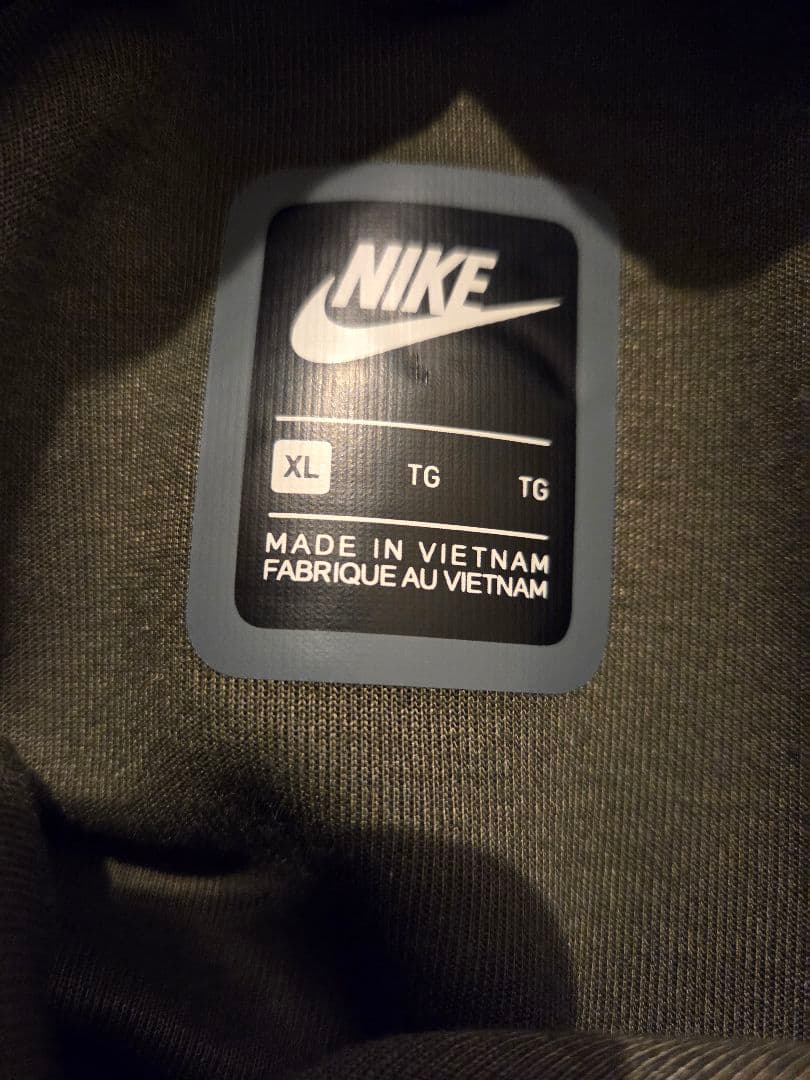 NIKE
XL TG TG
MADE IN VIETNAM
FABRIQUE AU VIETNAM